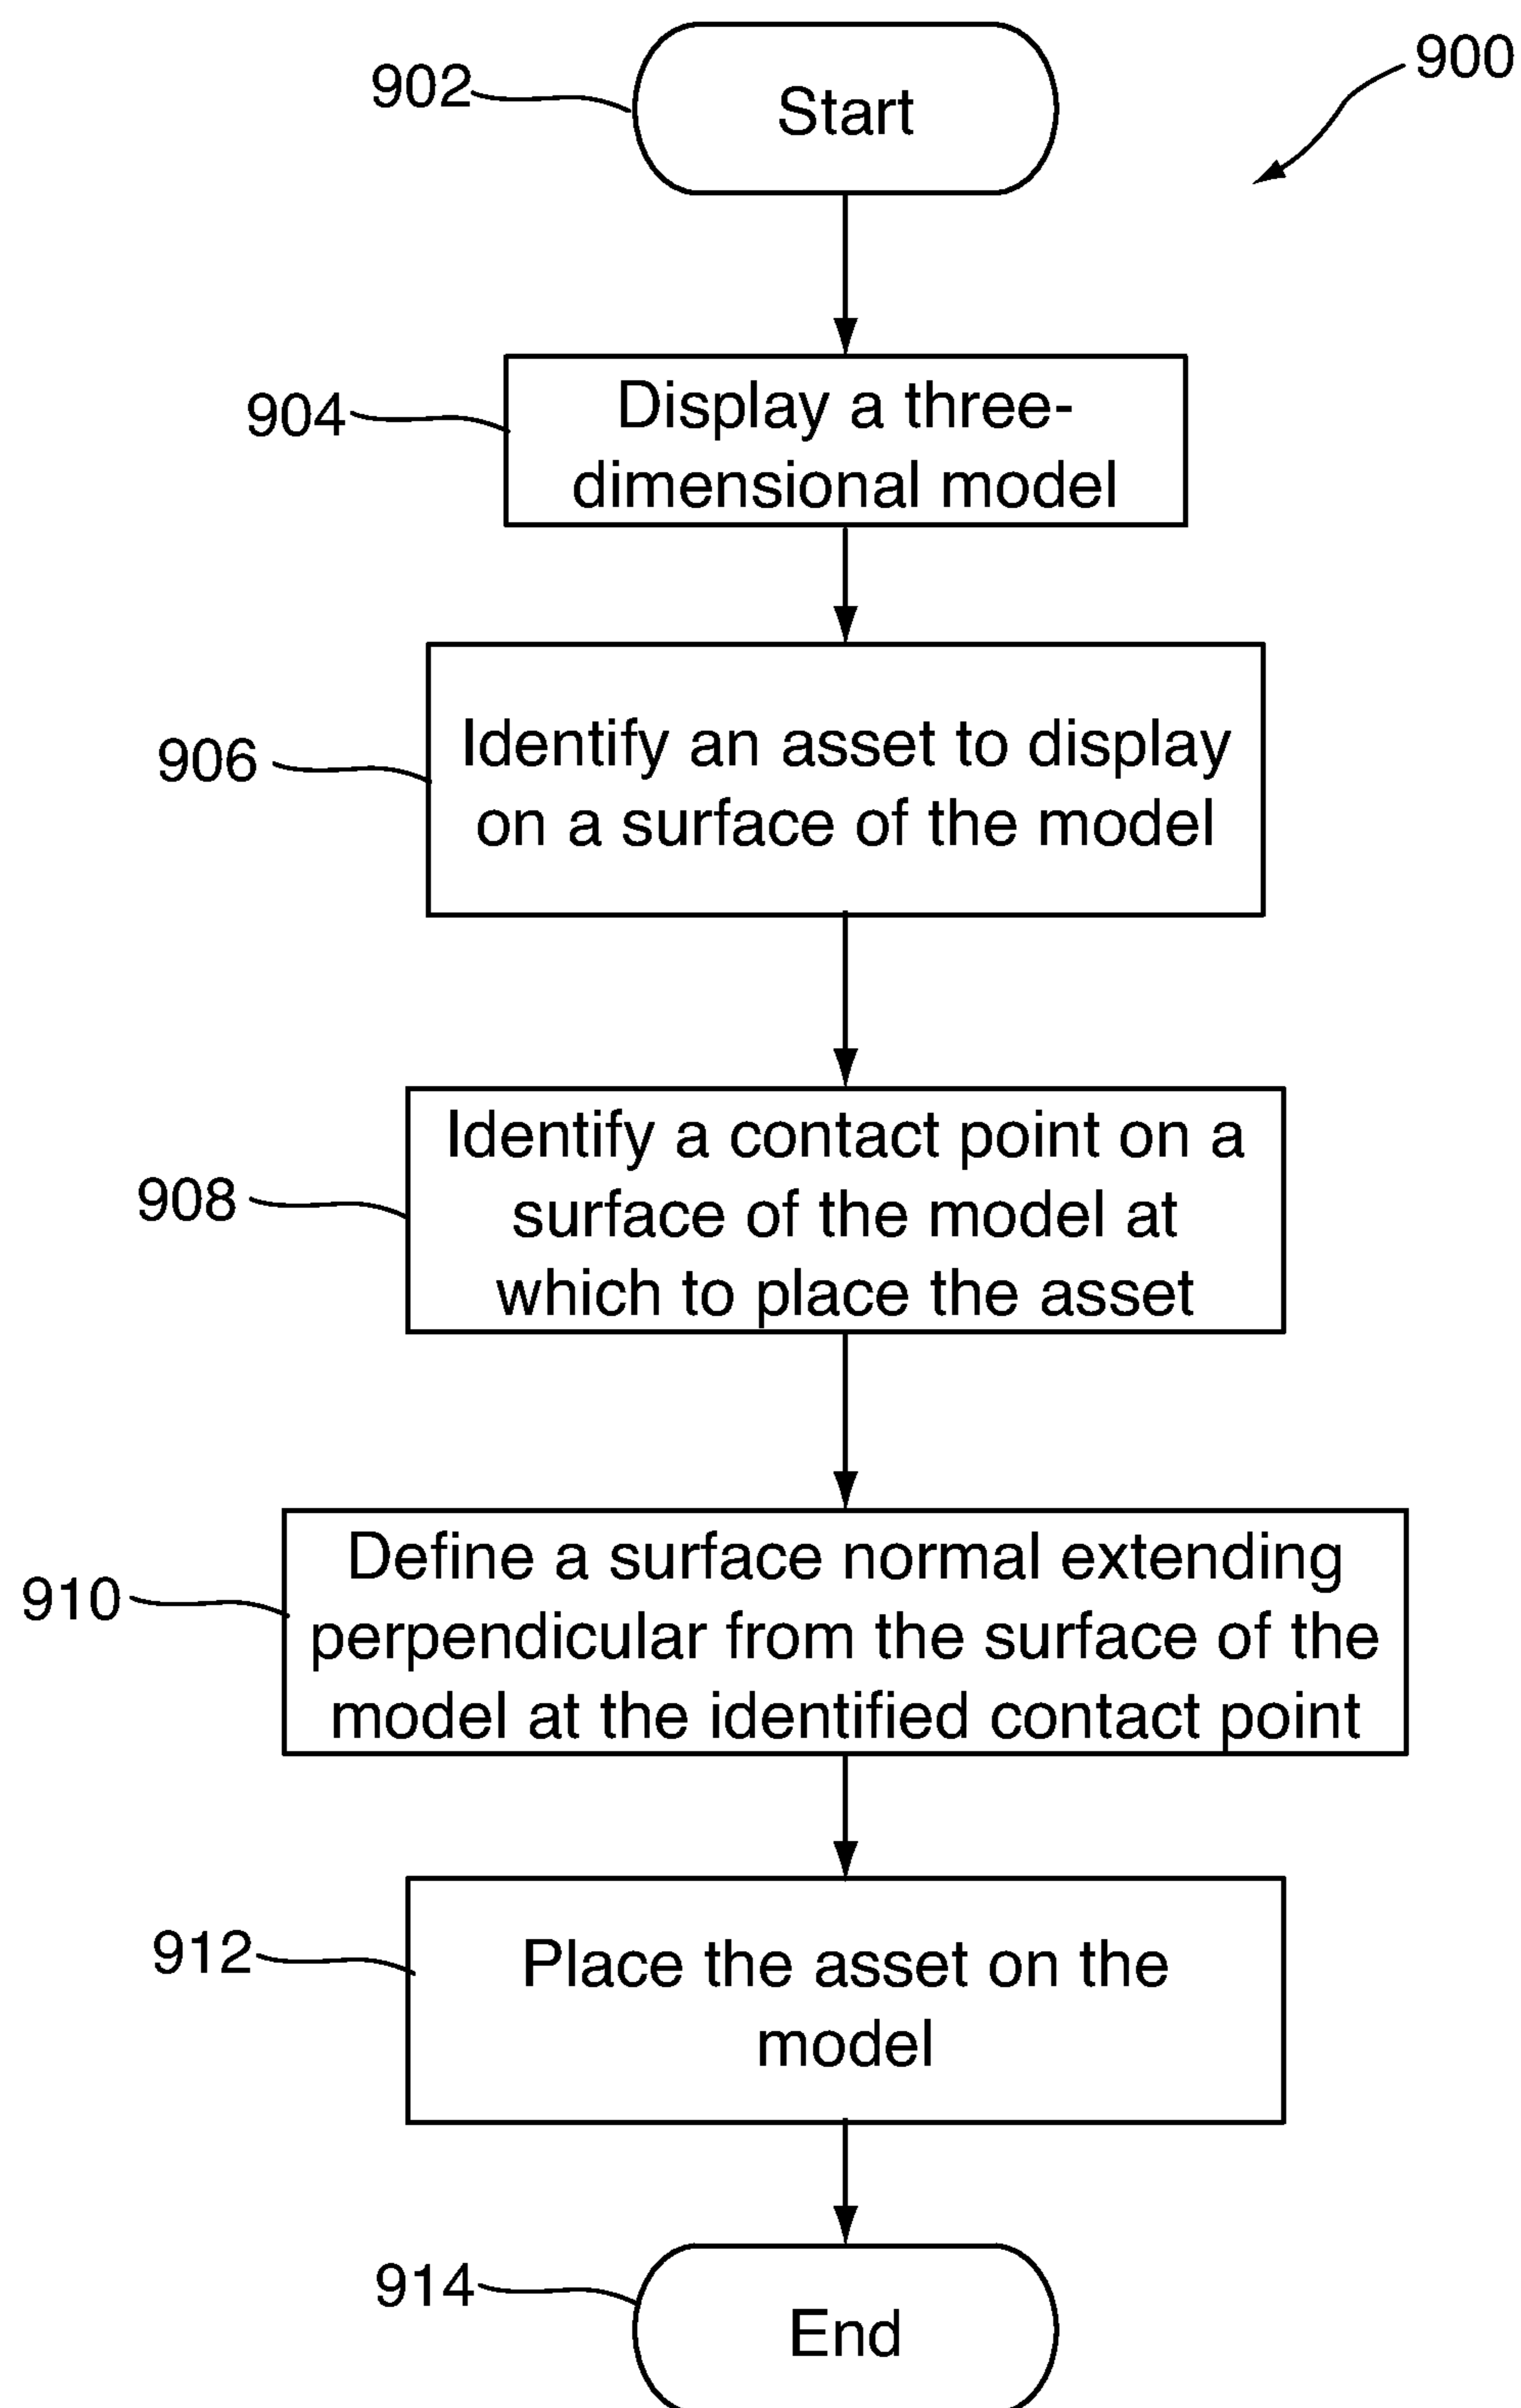 900
902
Start
904
Display a three-
dimensional model
906
Identify an asset to display
on a surface of the model
908
Identify a contact point on a
surface of the model at
which to place the asset
910
Define a surface normal extending
perpendicular from the surface of the
model at the identified contact point
912
Place the asset on the
model
914
End